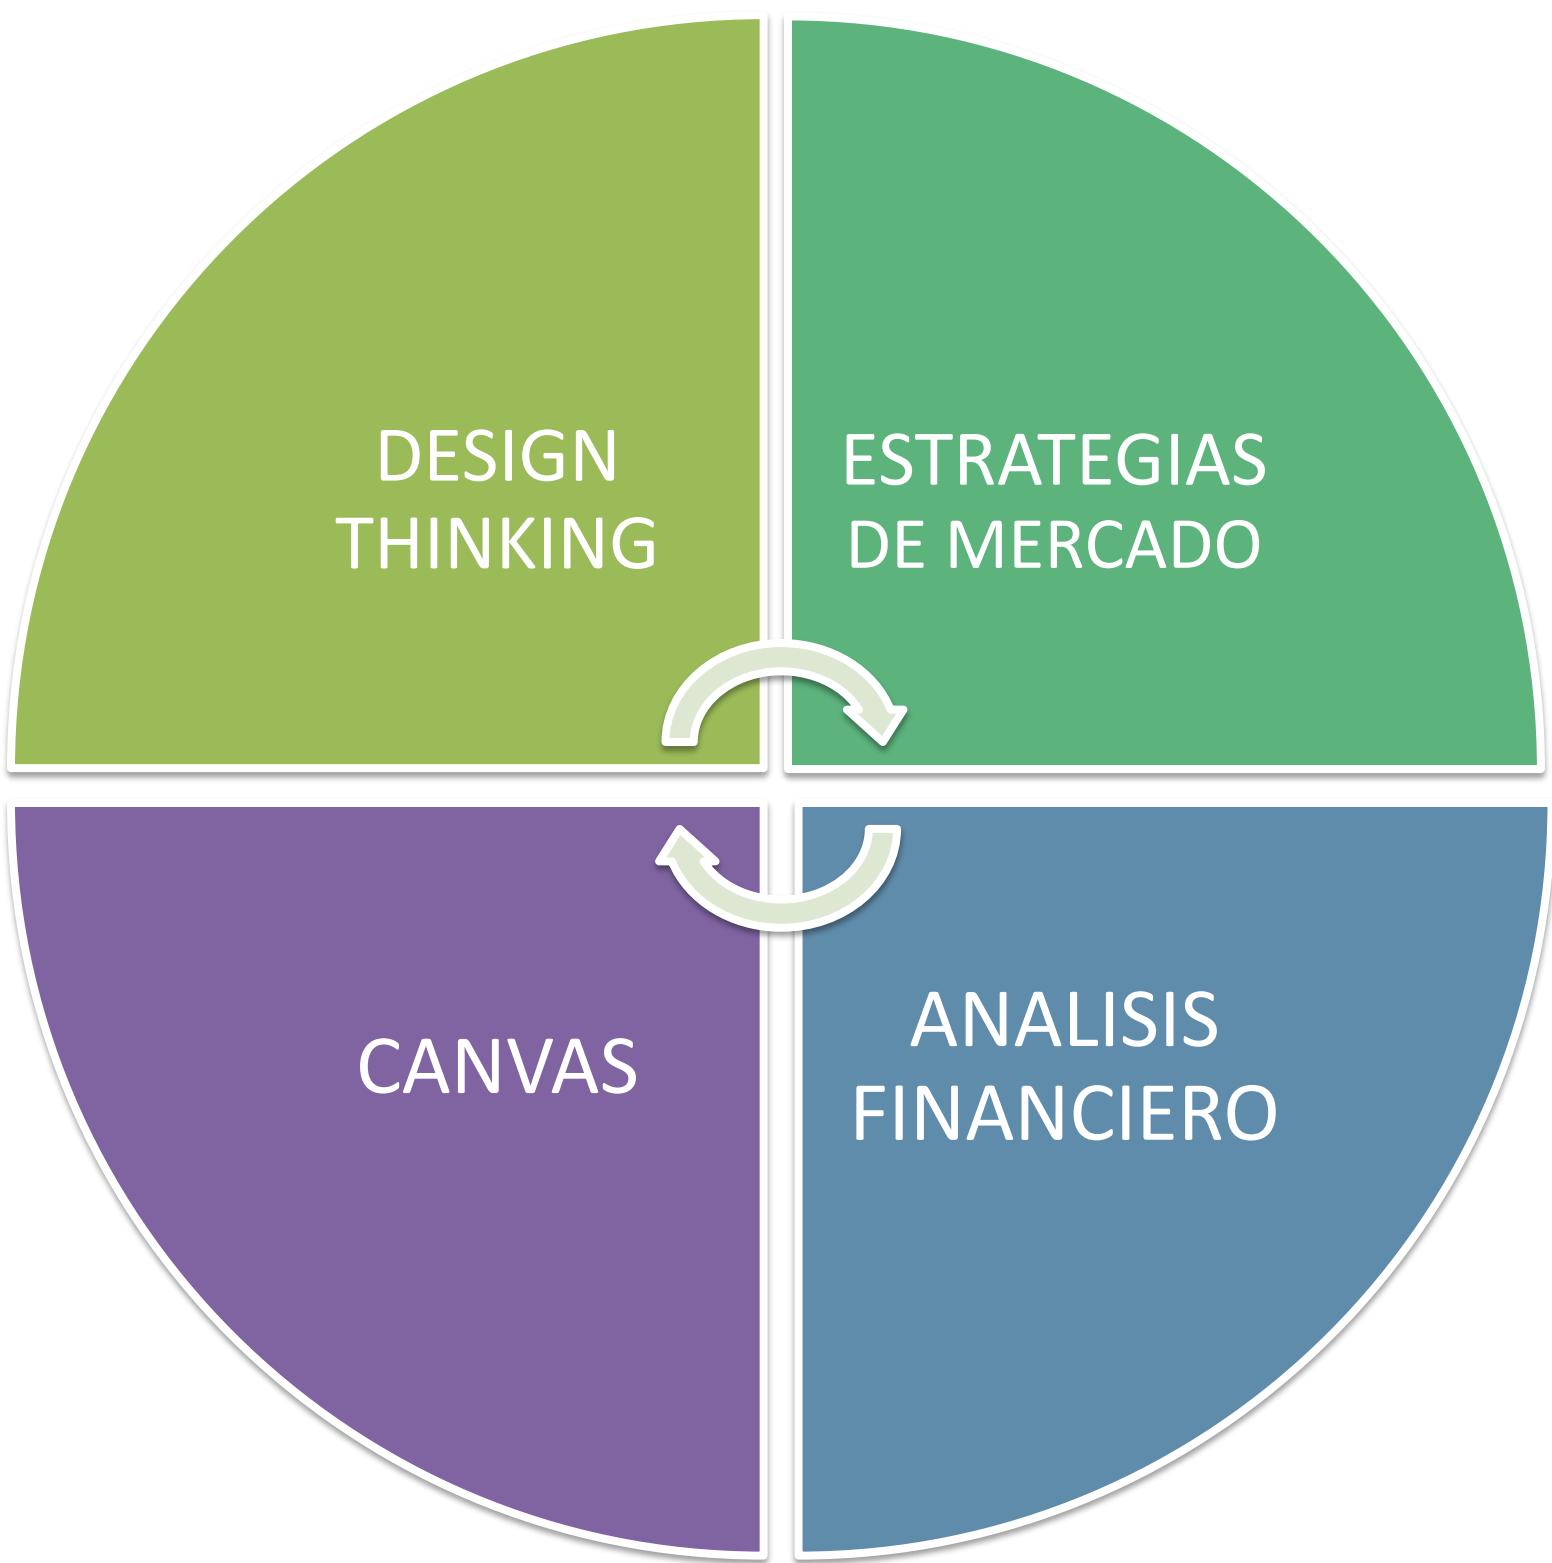 DESIGN
THINKING
ESTRATEGIAS
DE MERCADO
CANVAS
ANALISIS
FINANCIERO